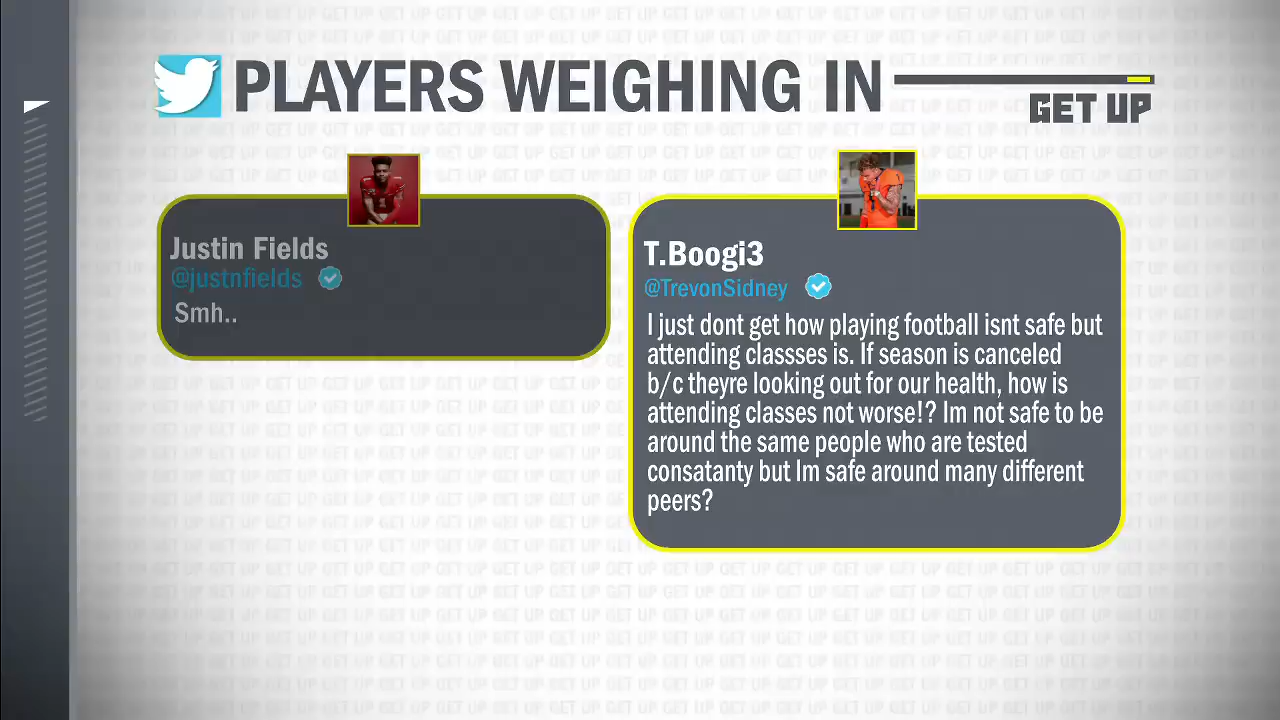 PLAYERS WEIGHING IN
GET UP
Justin Fields
@justnfields
Smh..
T.Boogi3
@TrevonSidney
I just dont get how playing football isnt safe but
attending classses is. If season is canceled
b/c theyre looking out for our health, how is
attending classes not worse!? Im not safe to be
around the same people who are tested
consatanty but Im safe around many different
peers?